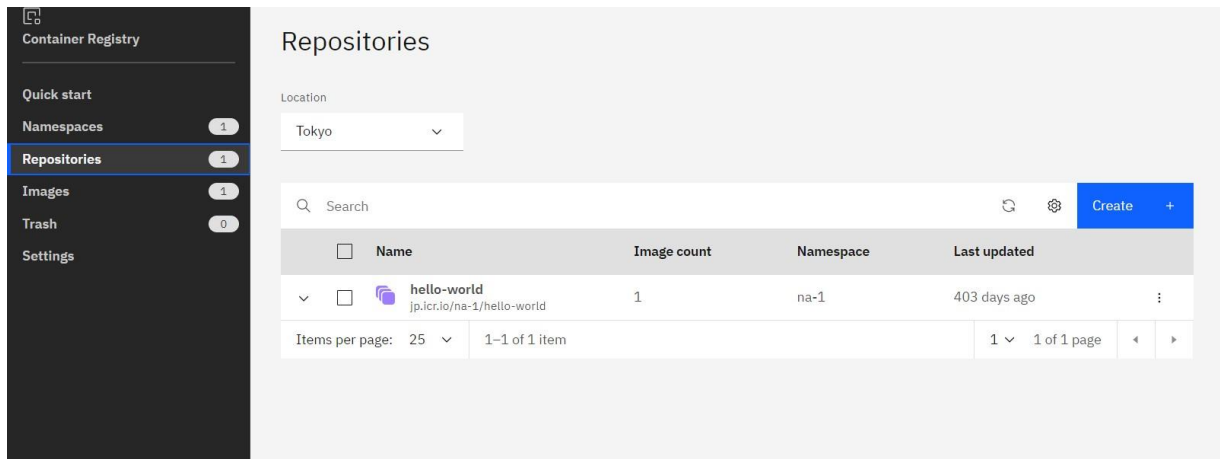 Container Registry
Quick start
Namespaces 1
Repositories 1
Images 1
Trash 0
Settings
Repositories
Location
Tokyo
Search
Create +
Name Image count Namespace Last updated
hello-world
jp.icr.io/na-1/hello-world
1 na-1 403 days ago
Items per page: 25 1–1 of 1 item 1 1 of 1 page